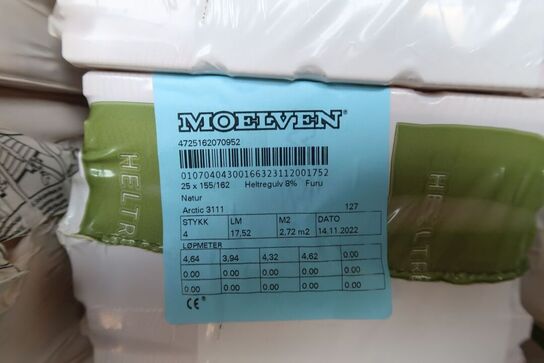 MOELVEN®
4725162070952
01070404300166323112001752
25 x 155/162 Heltregulv 8% Furu
Natur
Arctic 3111 127
STYKK LM M2 DATO
4 17,52 2,72 m2 14.11.2022
LØPMETER
4,64 3,94 4,32 4,62 0.00
0.00 0.00 0.00 0.00 0.00
0.00 0.00 0.00 0.00 0.00
CE
HELTRE
HELTRE